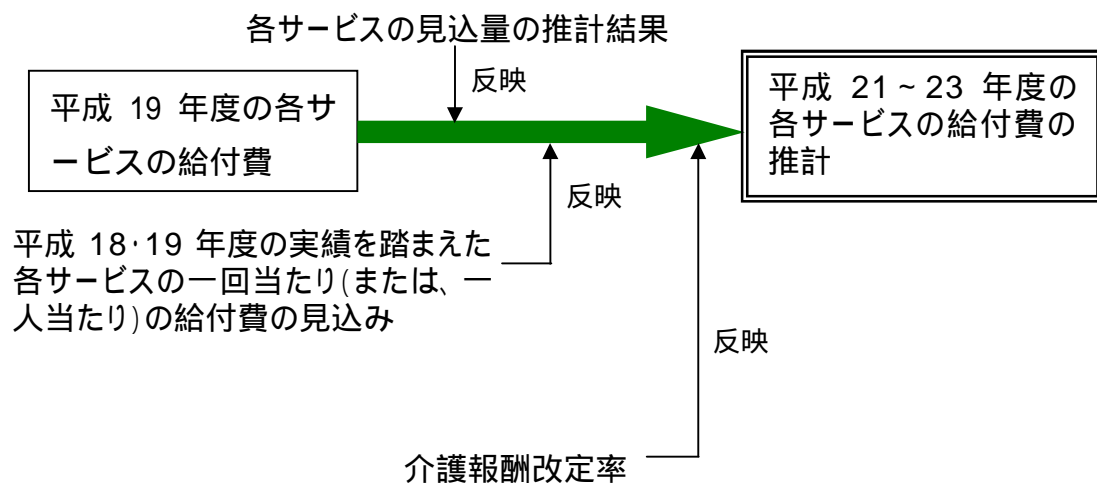 各サービスの見込量の推計結果
反映
平成 19 年度の各サ
ービスの給付費
平成 21~23 年度の
各サービスの給付費の
推計
反映
平成 18・19 年度の実績を踏まえた
各サービスの一回当たり(または、一
人当たり)の給付費の見込み
反映
介護報酬改定率